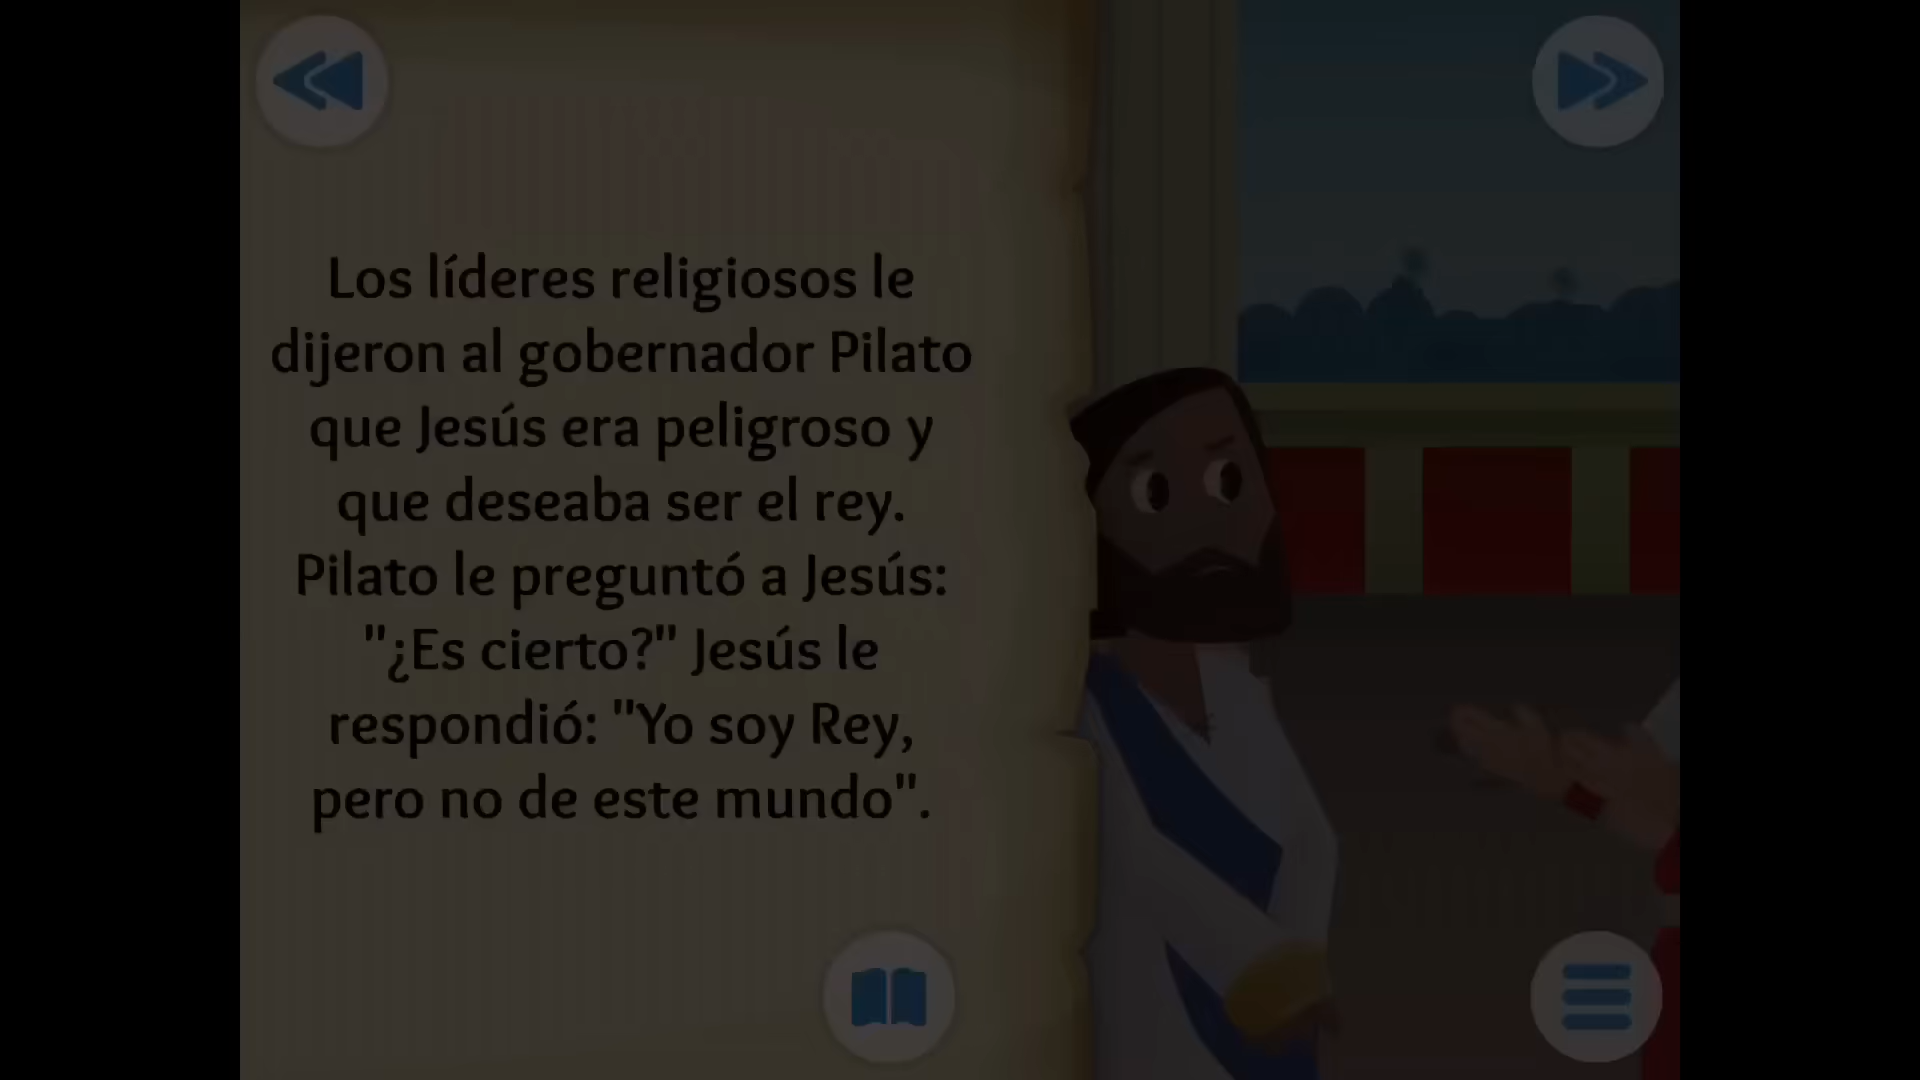 Los líderes religiosos le
dijeron al gobernador Pilato
que Jesús era peligroso y
que deseaba ser el rey.
Pilato le preguntó a Jesús:
"¿Es cierto?" Jesús le
respondió: "Yo soy Rey,
pero no de este mundo".